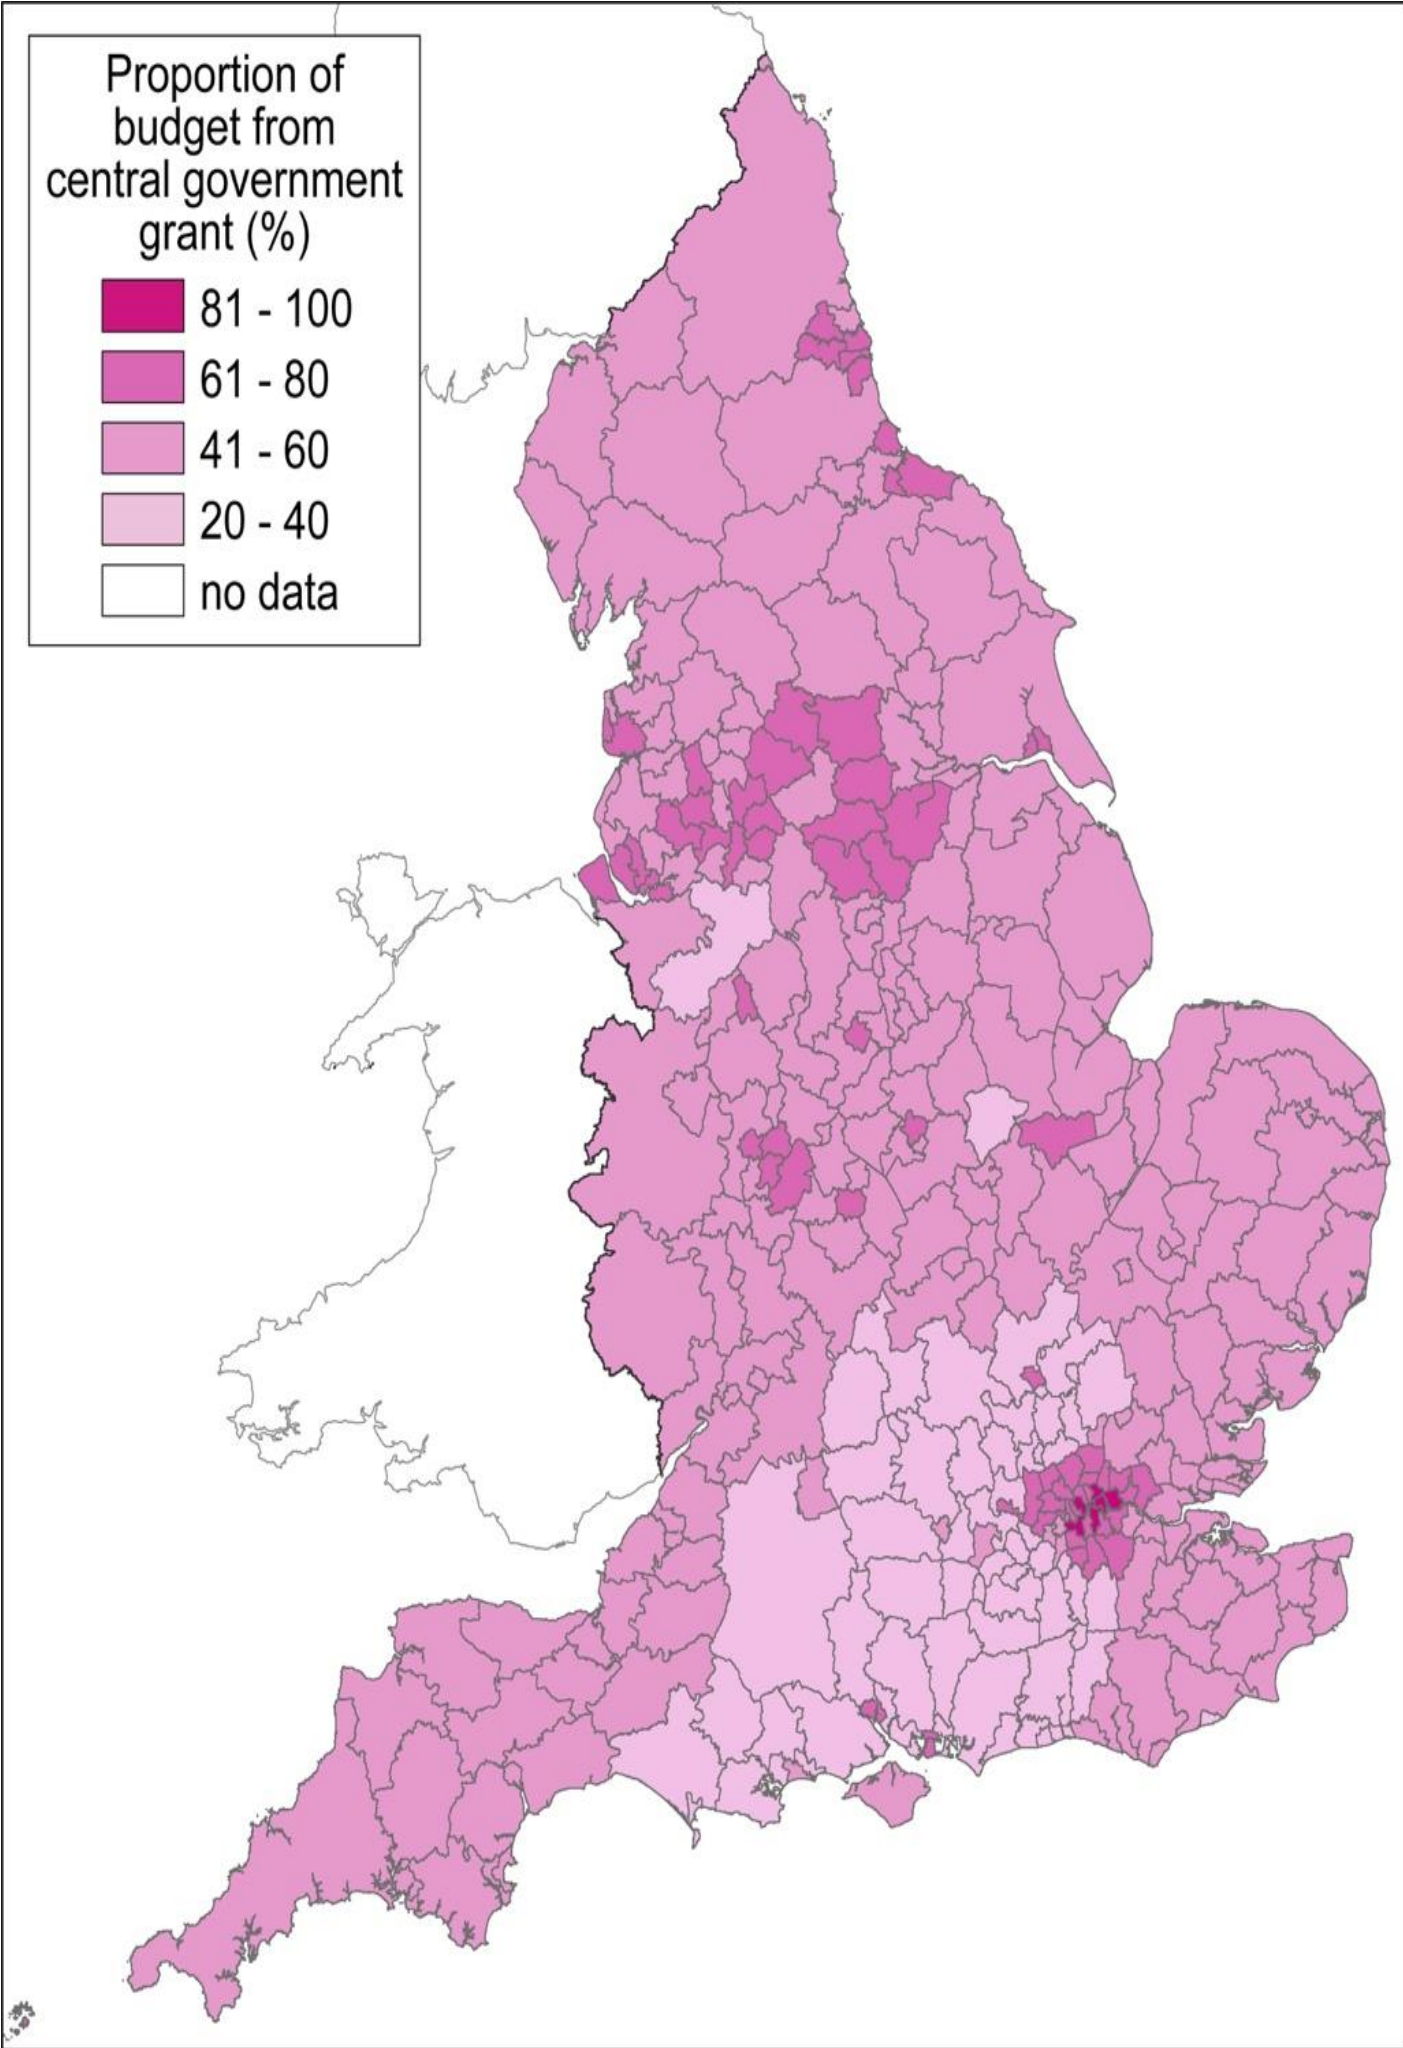 Proportion of
budget from
central government
grant (%)
81 - 100
61 - 80
41 - 60
20 - 40
no data